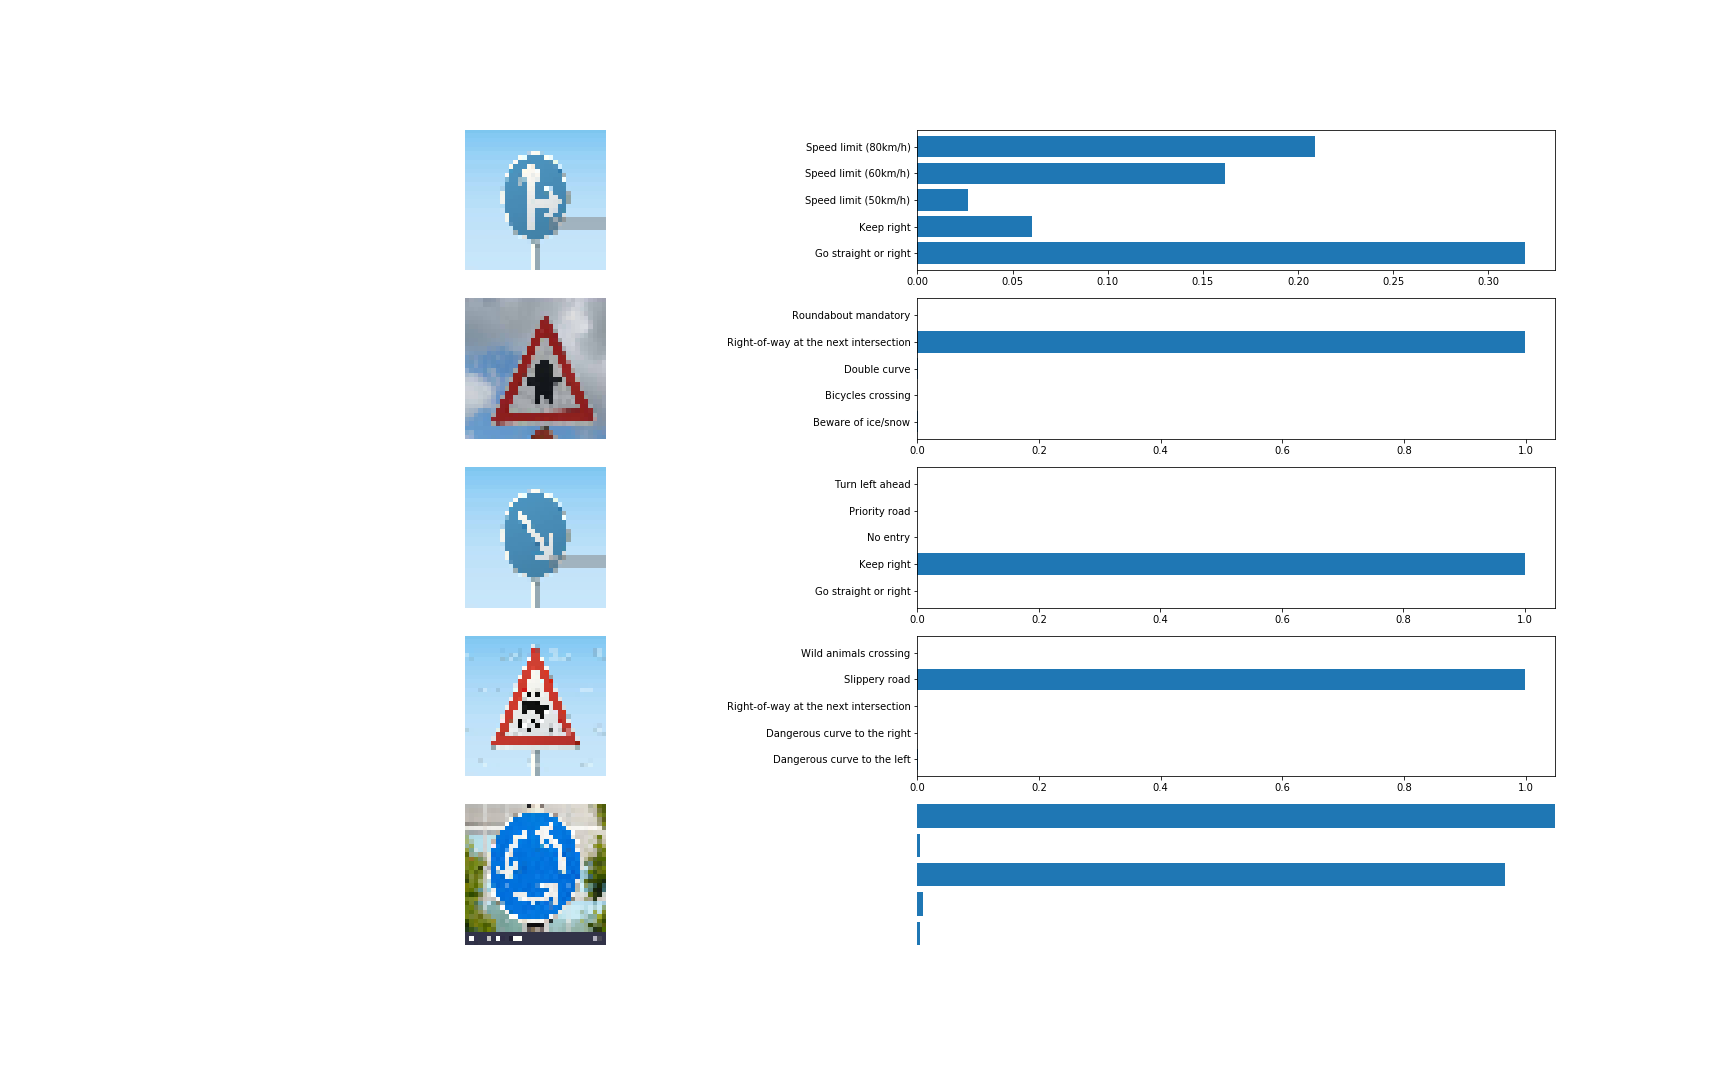 Speed limit (80km/h)
Speed limit (60km/h)
Speed limit (50km/h)
Keep right
Go straight or right
0.00 0.05 0.10 0.15 0.20 0.25 0.30
Roundabout mandatory
Right-of-way at the next intersection
Double curve
Bicycles crossing
Beware of ice/snow
0.0 0.2 0.4 0.6 0.8 1.0
Turn left ahead
Priority road
No entry
Keep right
Go straight or right
0.0 0.2 0.4 0.6 0.8 1.0
Wild animals crossing
Slippery road
Right-of-way at the next intersection
Dangerous curve to the right
Dangerous curve to the left
0.0 0.2 0.4 0.6 0.8 1.0